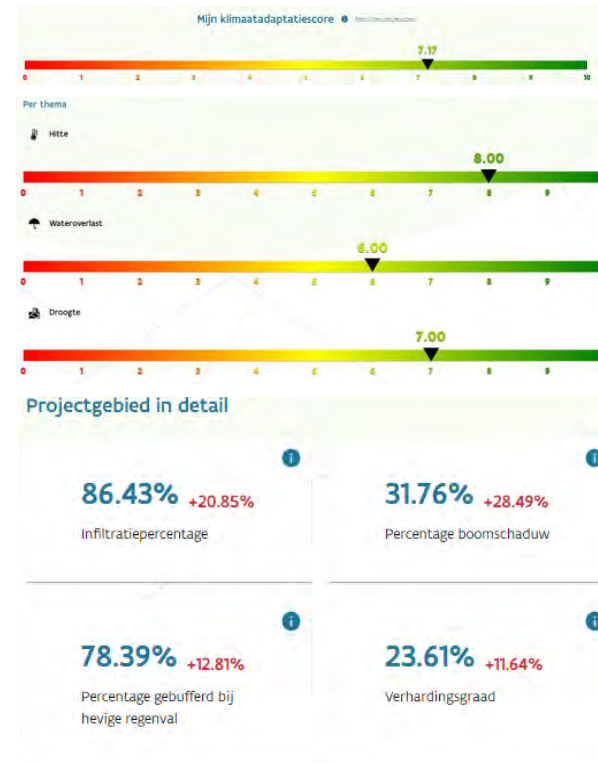 Mijn klimaatadaptatiescore
7.17
0 1 2 3 4 5 6 7 8 9 10
Per thema
Hitte
8.00
0 1 2 3 4 5 6 7 8 9
Wateroverlast
6.00
0 1 2 3 4 5 6 7 8 9
Droogte
7.00
0 1 2 3 4 5 6 7 8 9
Projectgebied in detail
86.43% +20.85%
Infiltratiepercentage
31.76% +28.49%
Percentage boomschaduw
78.39% +12.81%
Percentage gebufferd bij
hevige regenval
23.61% +11.64%
Verhardingsgraad